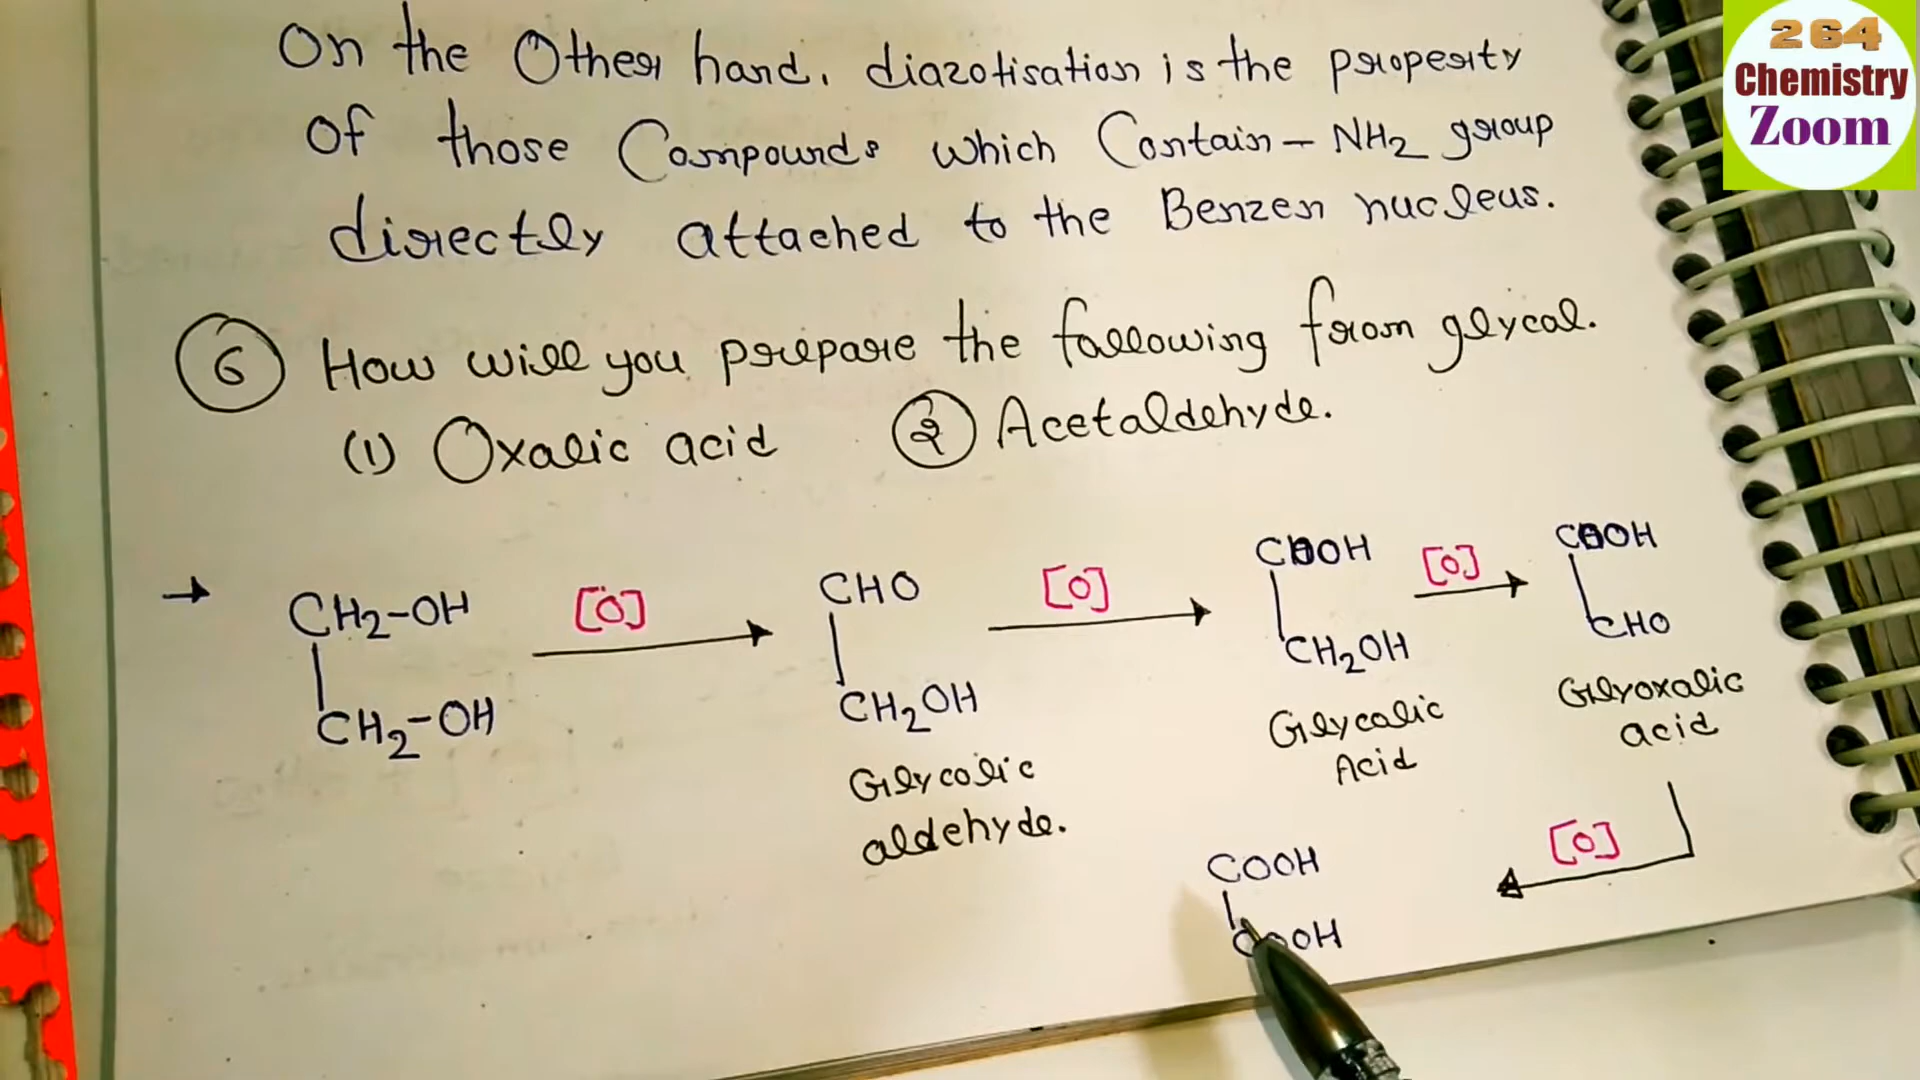 On the Other hand, diazotisation is the property
of those Compounds which Contain - NH2 group
directly attached to the Benzen nucleus.
6 How will you prepare the following from glycol.
(1) Oxalic acid 2 Acetaldehyde.
→ CH2-OH [O] CHO [O] COOH [O] COOH
CH2-OH CH2OH CH2OH CHO
Glycolic aldehyde.
Glycolic Acid
Glyoxalic acid
[O]
COOH
COOH
264
Chemistry
Zoom